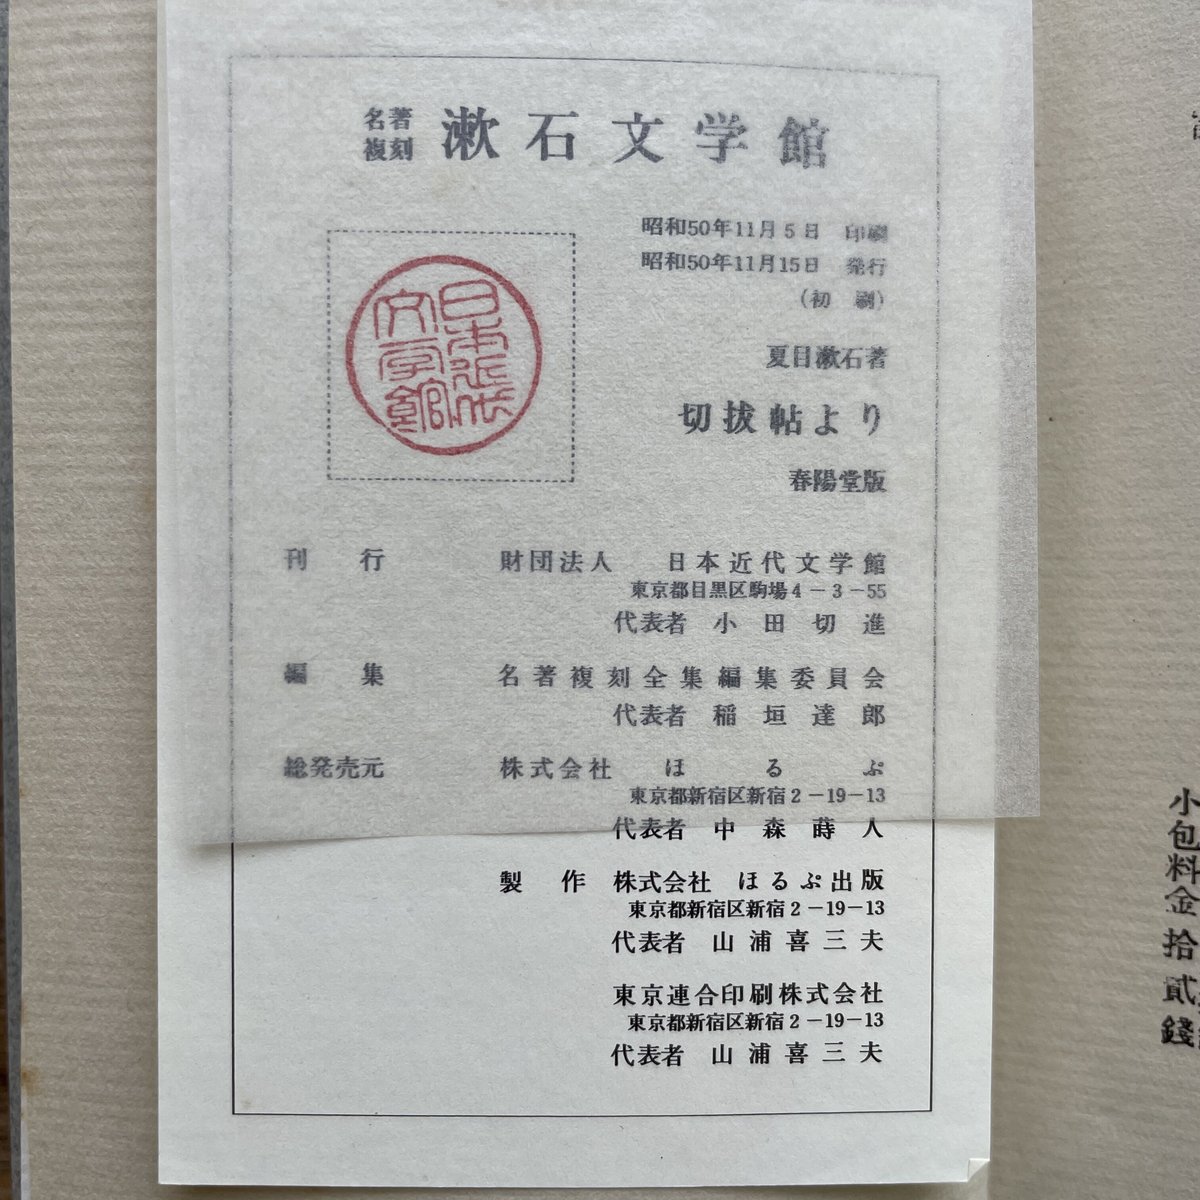 名著
複刻 漱石文学館
日本近代
文学館
昭和50年11月5日 印刷
昭和50年11月15日 発行
(初刷)
夏目漱石著
切抜帖より
春陽堂版
刊行 財団法人 日本近代文学館
東京都目黒区駒場4-3-55
代表者 小田切進
編集 名著複刻全集編集委員会
代表者 稲垣達郎
総発売元 株式会社 ほるぷ
東京都新宿区新宿2-19-13
代表者 中森蒔人
製作 株式会社 ほるぷ出版
東京都新宿区新宿2-19-13
代表者 山浦喜三夫
東京連合印刷株式会社
東京都新宿区新宿2-19-13
代表者 山浦喜三夫
小包料金拾貳錢